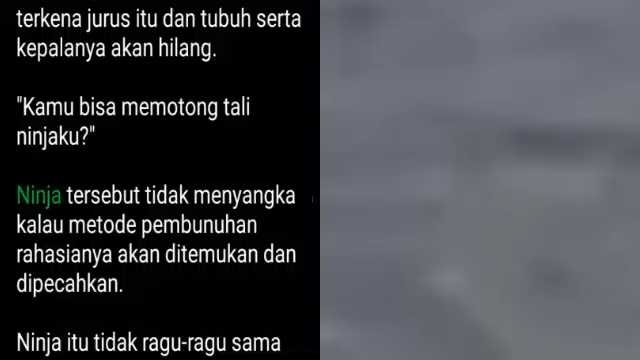 terkena jurus itu dan tubuh serta
kepalanya akan hilang.
"Kamu bisa memotong tali
ninjaku?"
Ninja tersebut tidak menyangka
kalau metode pembunuhan
rahasianya akan ditemukan dan
dipecahkan.
Ninja itu tidak ragu-ragu sama